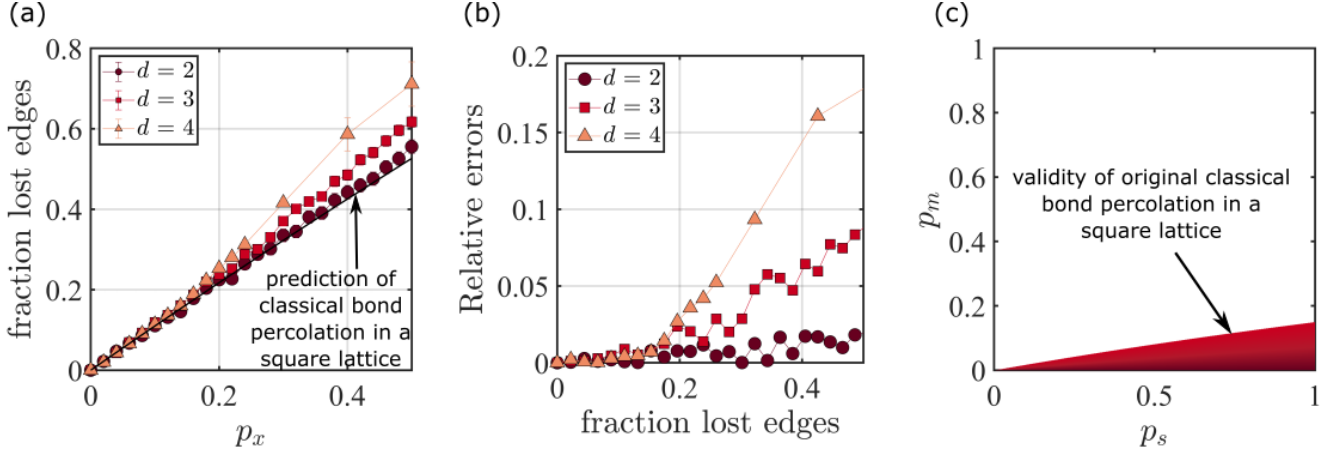 (a)
fraction lost edges
0.8
0.6
0.4
0.2
0
d = 2
d = 3
d = 4
prediction of
classical bond
percolation in a
square lattice
0
0.2
0.4
p_x
(b)
Relative errors
0.2
0.15
0.1
0.05
0
d = 2
d = 3
d = 4
0
0.2
0.4
fraction lost edges
(c)
p_m
1
0.8
0.6
0.4
0.2
0
validity of original classical
bond percolation in a
square lattice
0
0.5
1
p_s